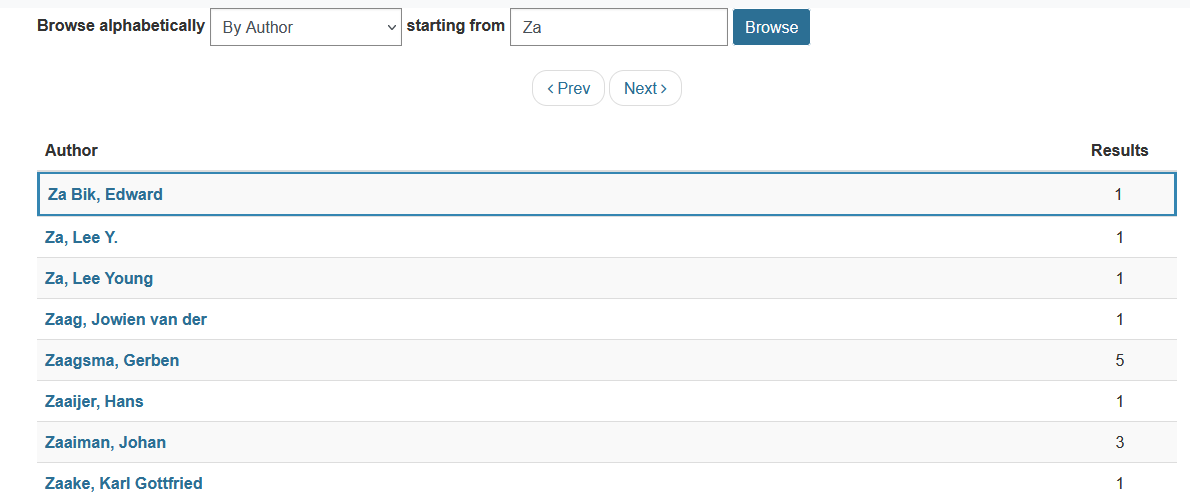 Browse alphabetically By Author starting from Za Browse
‹ Prev Next ›
Author Results
Za Bik, Edward 1
Za, Lee Y. 1
Za, Lee Young 1
Zaag, Jowien van der 1
Zaagsma, Gerben 5
Zaaijer, Hans 1
Zaaiman, Johan 3
Zaake, Karl Gottfried 1